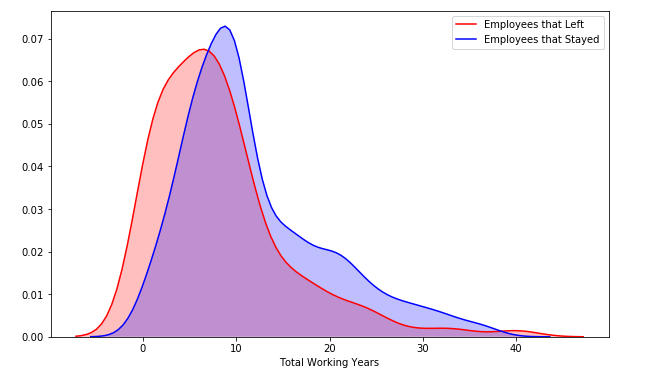 Employees that Left
Employees that Stayed
0.07
0.06
0.05
0.04
0.03
0.02
0.01
0.00
0 10 20 30 40
Total Working Years